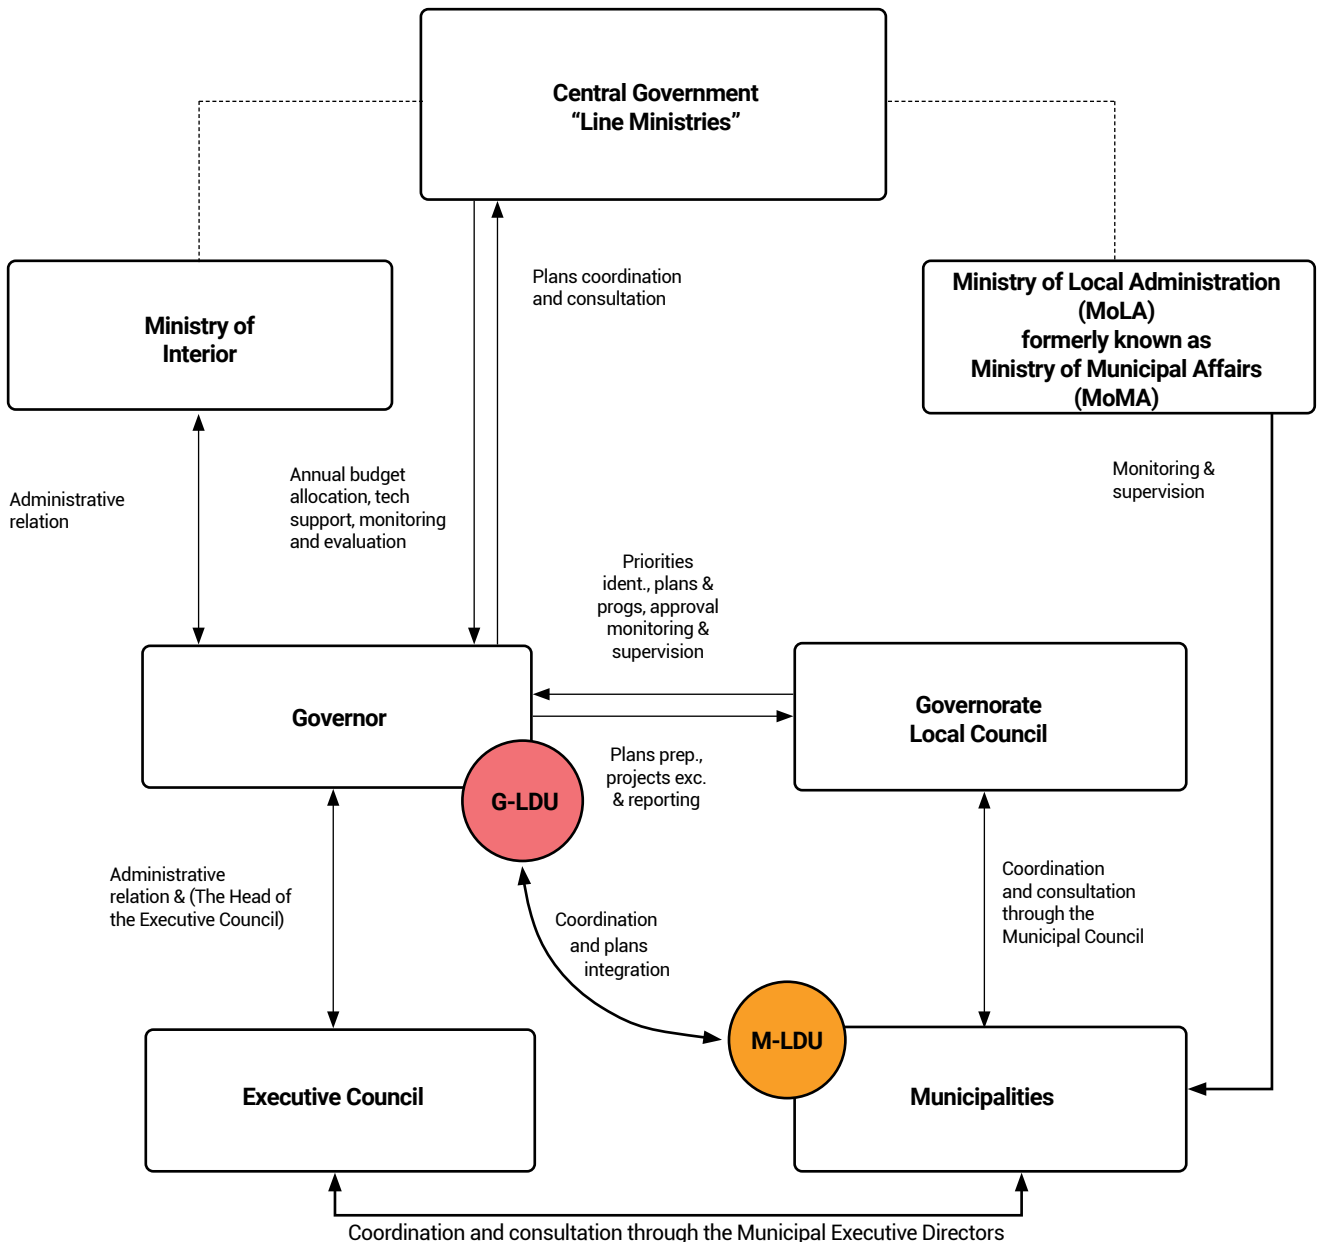 Central Government
“Line Ministries”
Ministry of
Interior
Plans coordination
and consultation
Ministry of Local Administration
(MoLA)
formerly known as
Ministry of Municipal Affairs
(MoMA)
Administrative
relation
Annual budget
allocation, tech
support, monitoring
and evaluation
Monitoring &
supervision
Priorities
ident., plans &
progs, approval
monitoring &
supervision
Governor
Governorate
Local Council
G-LDU
Plans prep.,
projects exc.
& reporting
Administrative
relation & (The Head of
the Executive Council)
Coordination
and plans
integration
Coordination
and consultation
through the
Municipal Council
M-LDU
Executive Council
Municipalities
Coordination and consultation through the Municipal Executive Directors